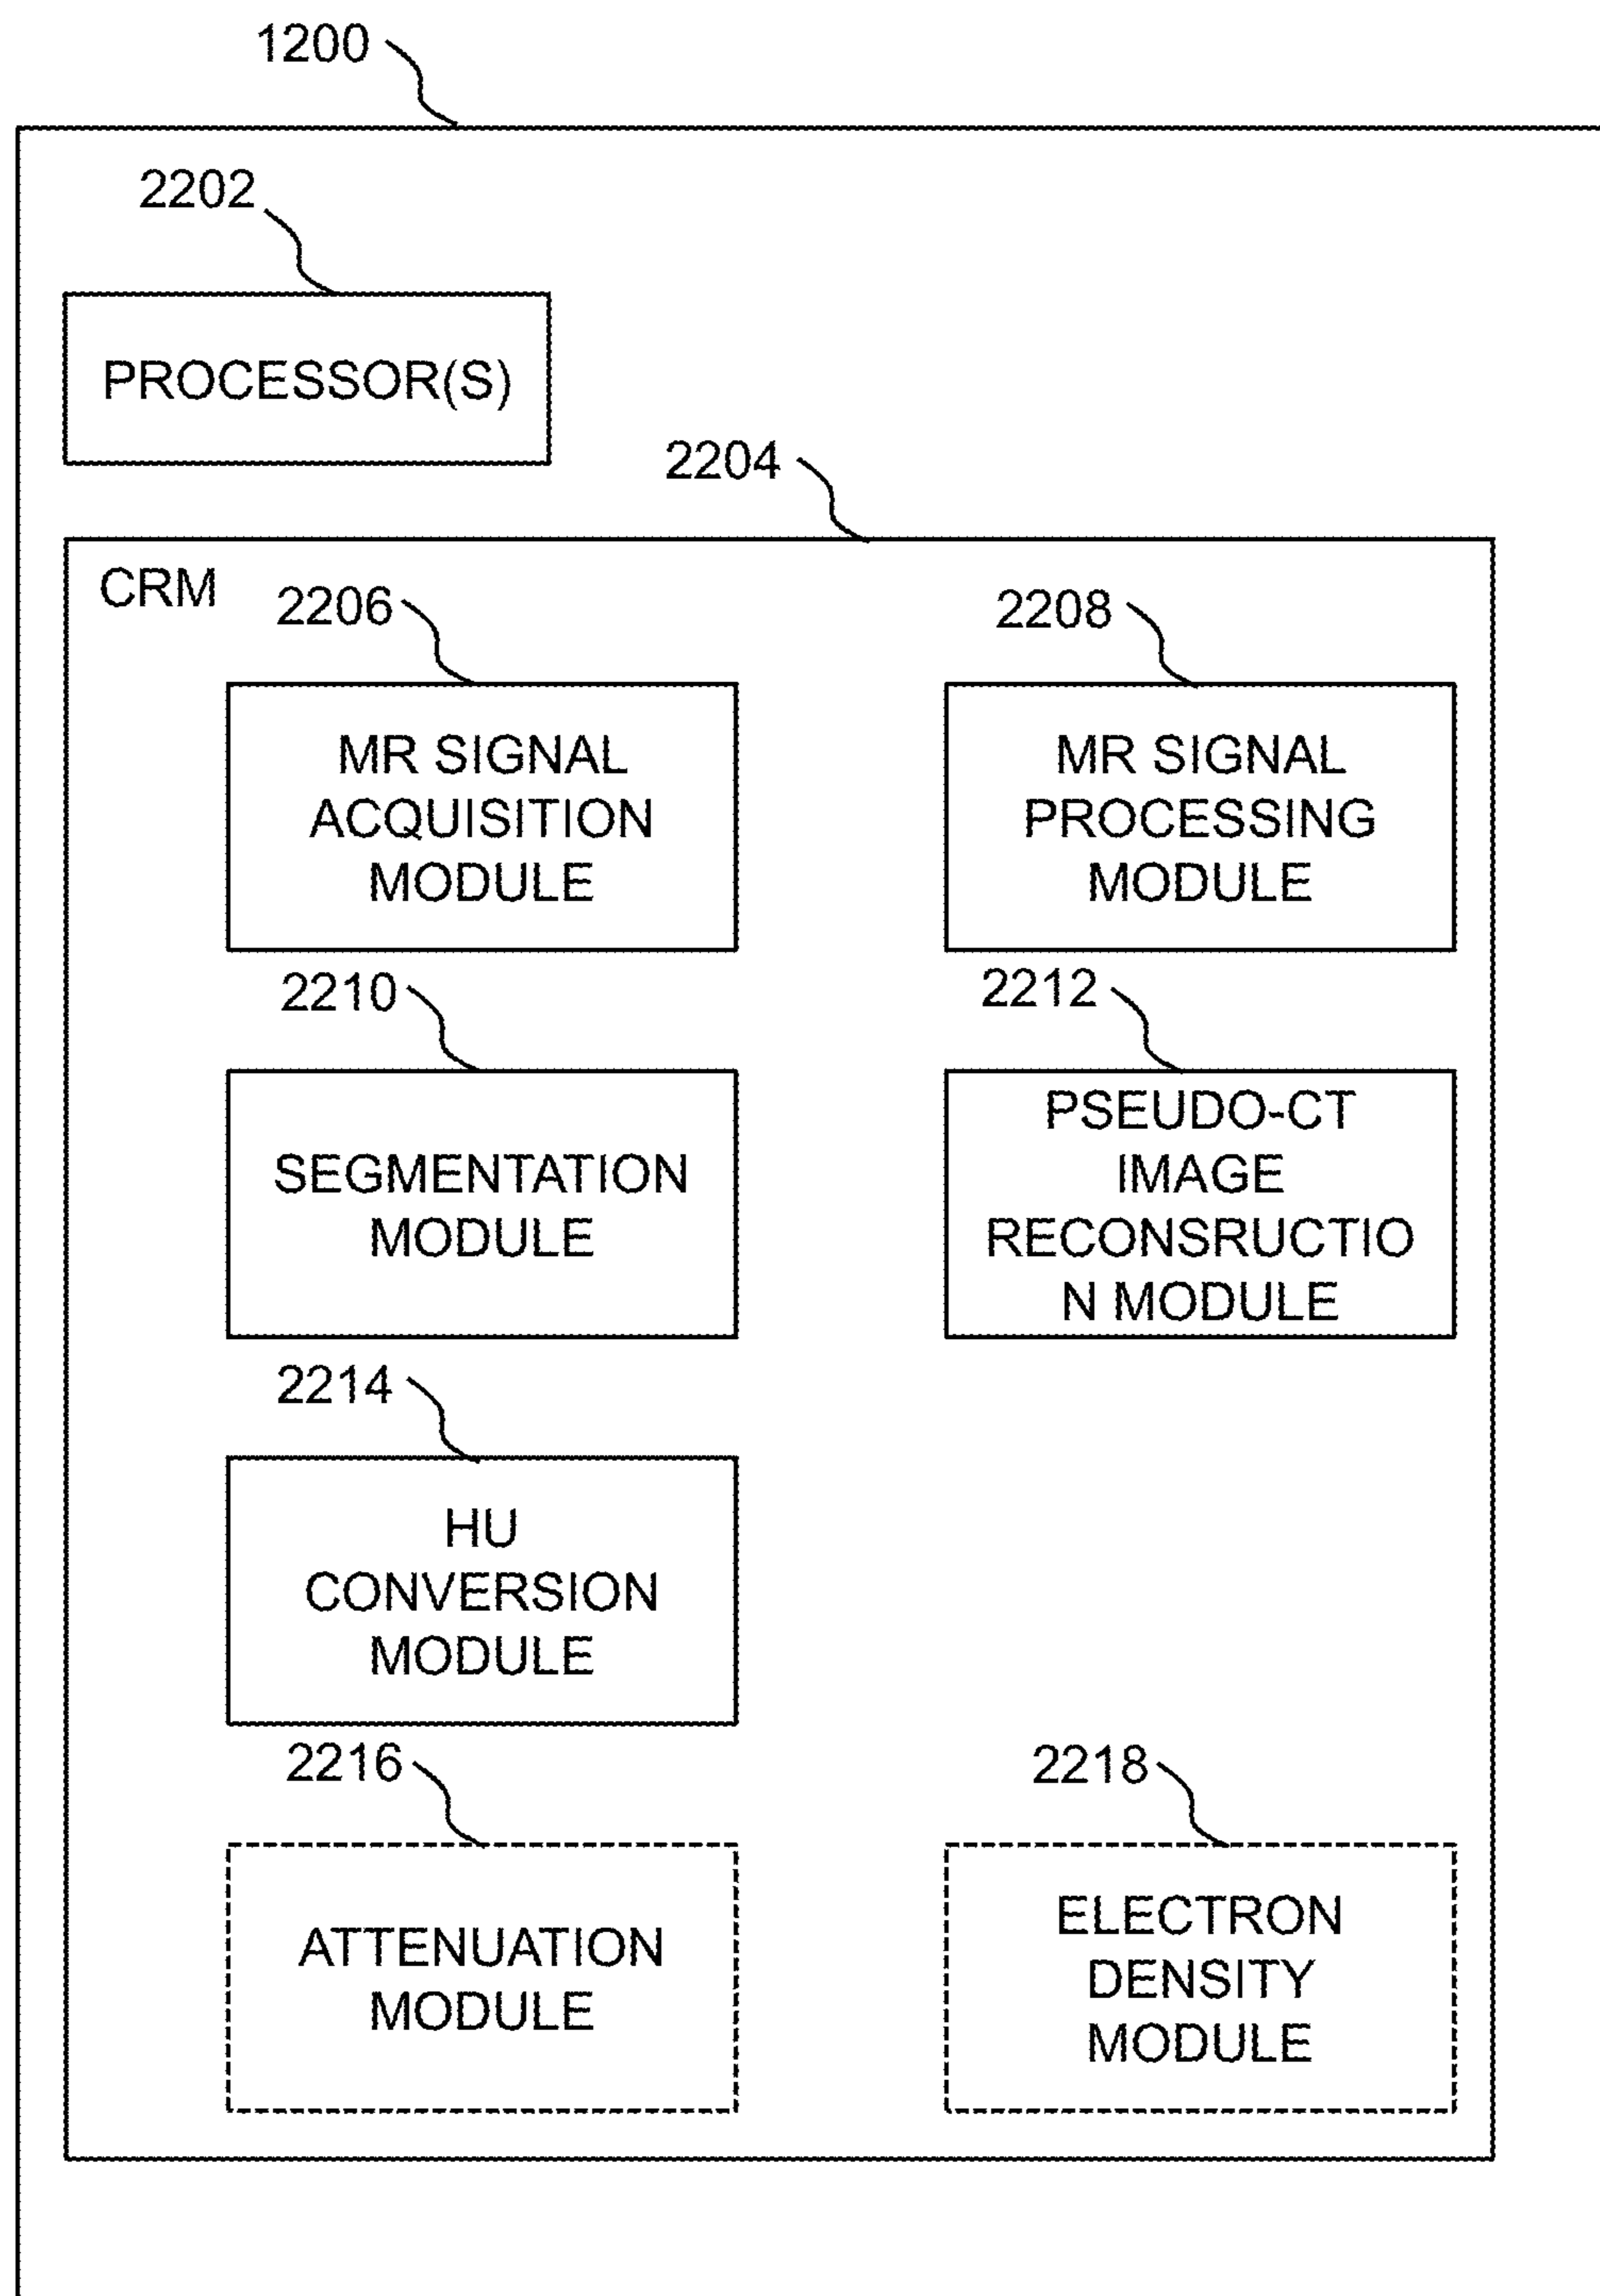 1200
2202
PROCESSOR(S)
2204
CRM
2206
MR SIGNAL
ACQUISITION
MODULE
2208
MR SIGNAL
PROCESSING
MODULE
2210
SEGMENTATION
MODULE
2212
PSEUDO-CT
IMAGE
RECONSRUCTIO
N MODULE
2214
HU
CONVERSION
MODULE
2216
ATTENUATION
MODULE
2218
ELECTRON
DENSITY
MODULE